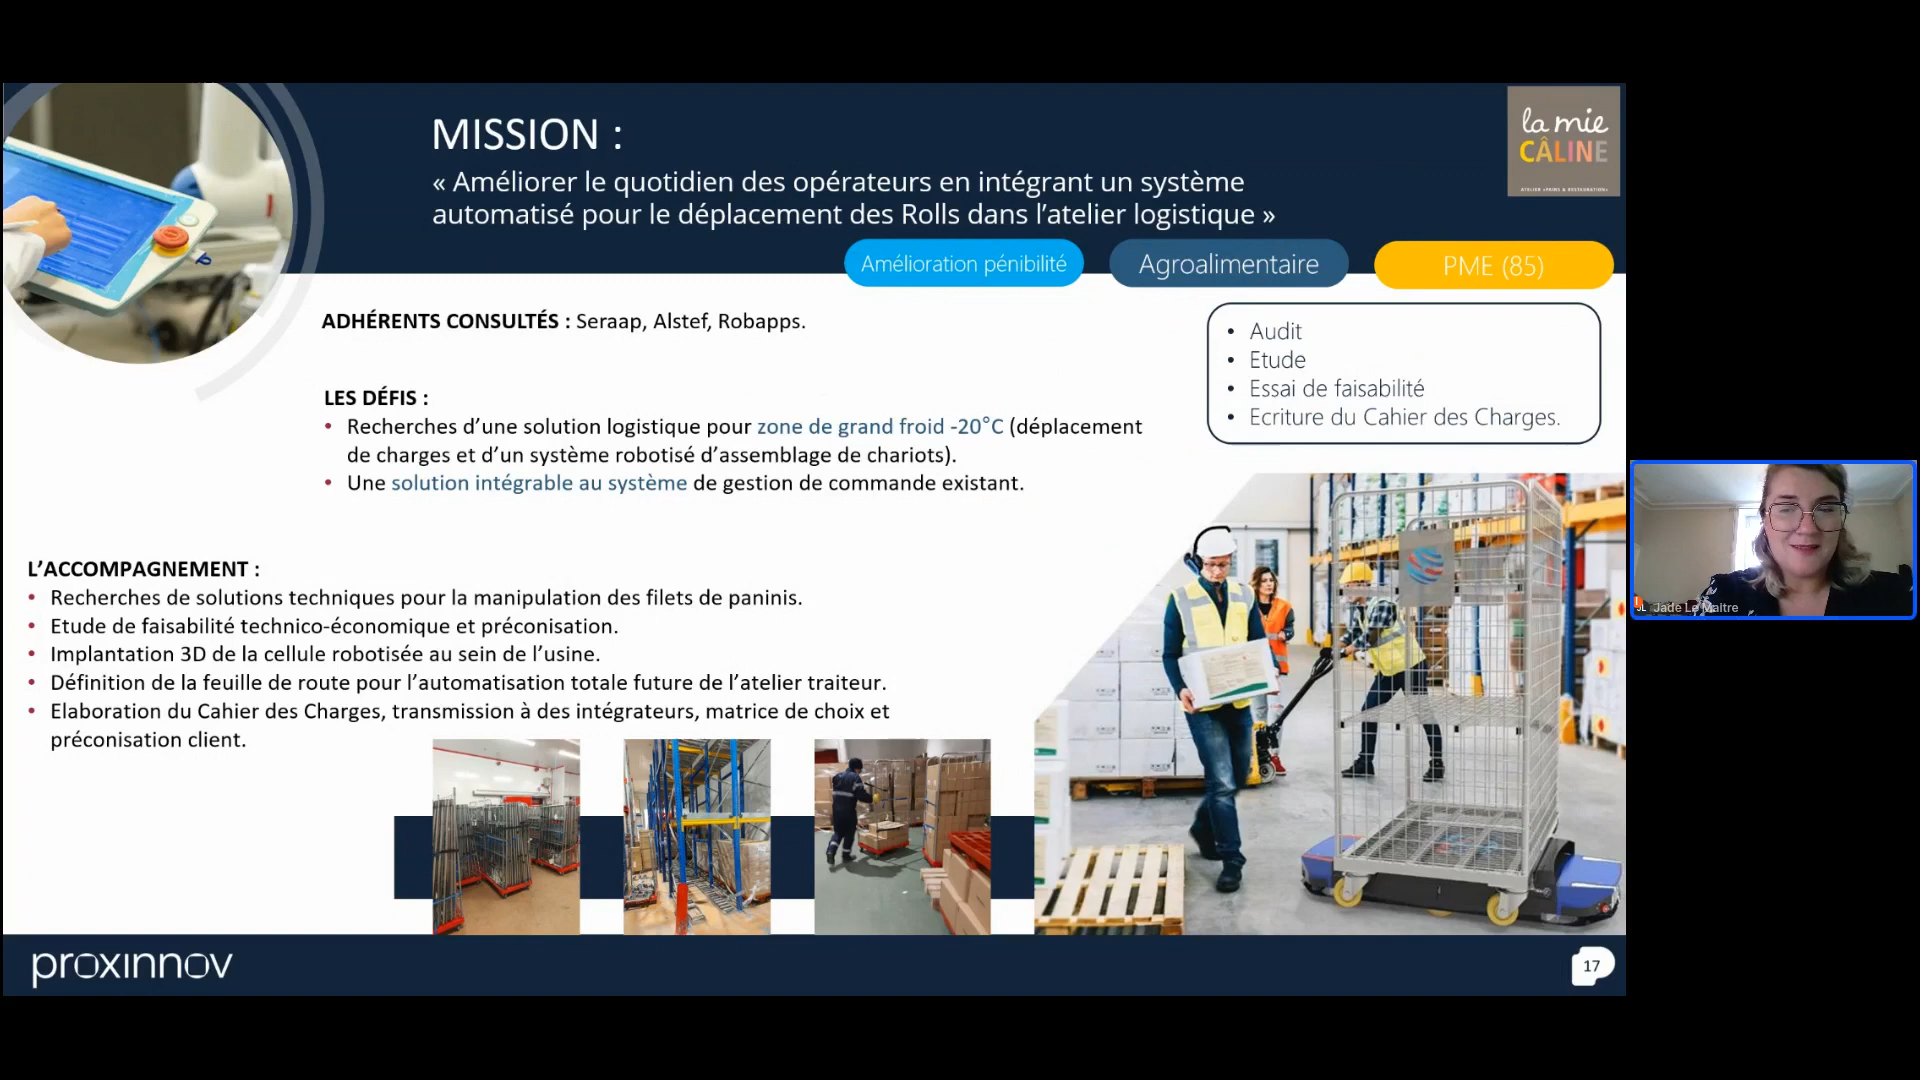 MISSION :
« Améliorer le quotidien des opérateurs en intégrant un système
automatisé pour le déplacement des Rolls dans l’atelier logistique »
la mie
CÂLINE
ATELIER «PAINS & RESTAURATION»
Amélioration pénibilité
Agroalimentaire
PME (85)
ADHÉRENTS CONSULTÉS : Seraap, Alstef, Robapps.
• Audit
• Etude
• Essai de faisabilité
• Ecriture du Cahier des Charges.
LES DÉFIS :
• Recherches d’une solution logistique pour zone de grand froid -20°C (déplacement
de charges et d’un système robotisé d’assemblage de chariots).
• Une solution intégrable au système de gestion de commande existant.
L’ACCOMPAGNEMENT :
• Recherches de solutions techniques pour la manipulation des filets de paninis.
• Etude de faisabilité technico-économique et préconisation.
• Implantation 3D de la cellule robotisée au sein de l’usine.
• Définition de la feuille de route pour l’automatisation totale future de l’atelier traiteur.
• Elaboration du Cahier des Charges, transmission à des intégrateurs, matrice de choix et
préconisation client.
Jade Le Maitre
proxinnov
17